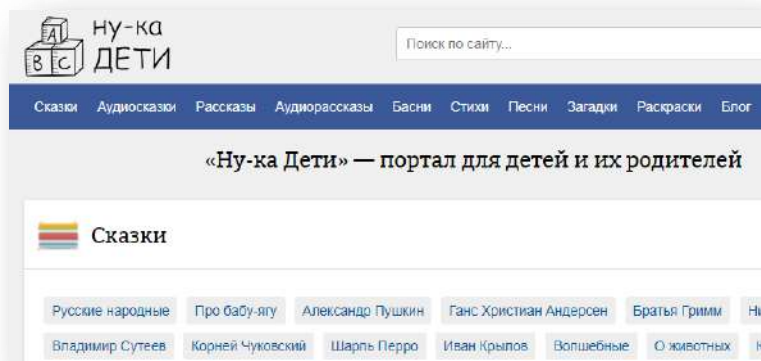 ну-ка
ДЕТИ
A
B C
Поиск по сайту...
Сказки Аудиосказки Рассказы Аудиорассказы Басни Стихи Песни Загадки Раскраски Блог
«Ну-ка Дети» — портал для детей и их родителей
Сказки
Русские народные Про бабу-ягу Александр Пушкин Ганс Христиан Андерсен Братья Гримм
Владимир Сутеев Корней Чуковский Шарль Перро Иван Крылов Волшебные О животных